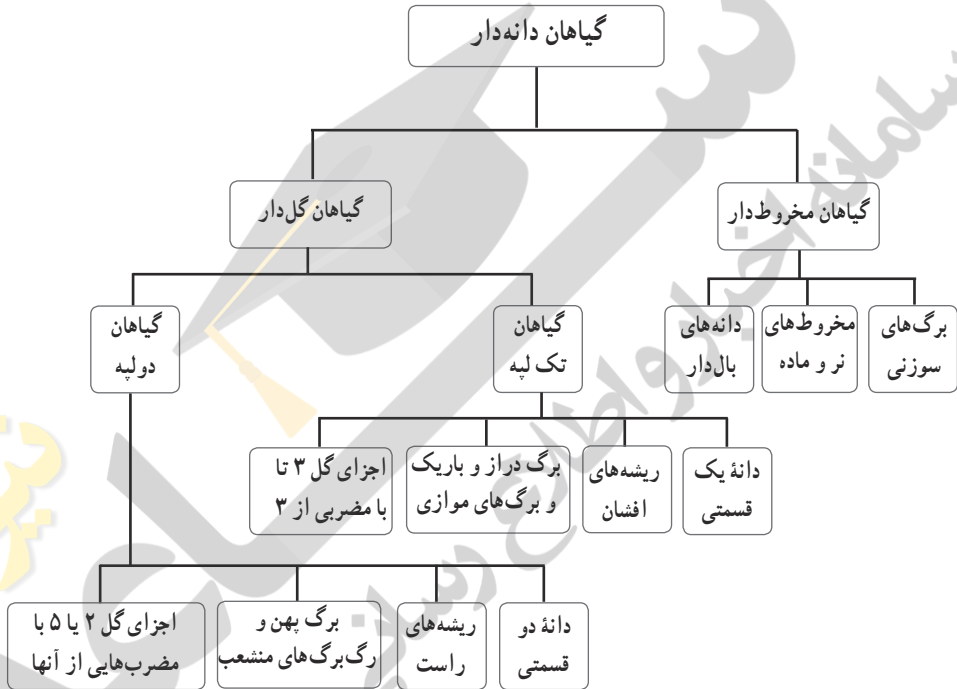 گیاهان دانه‌دار
گیاهان مخروط‌دار
گیاهان گل‌دار
برگ‌های
سوزنی
مخروط‌های
نر و ماده
دانه‌های
بال‌دار
گیاهان
تک لپه
گیاهان
دولپه
دانهٔ یک
قسمتی
ریشه‌های
افشان
برگ دراز و باریک
و برگ‌های موازی
اجزای گل ۳ تا
با مضربی از ۳
دانهٔ دو
قسمتی
ریشه‌های
راست
برگ پهن و
رگ‌برگ‌های منشعب
اجزای گل ۲ یا ۵ با
مضرب‌هایی از آنها
سامانه اخبار و اطلاع